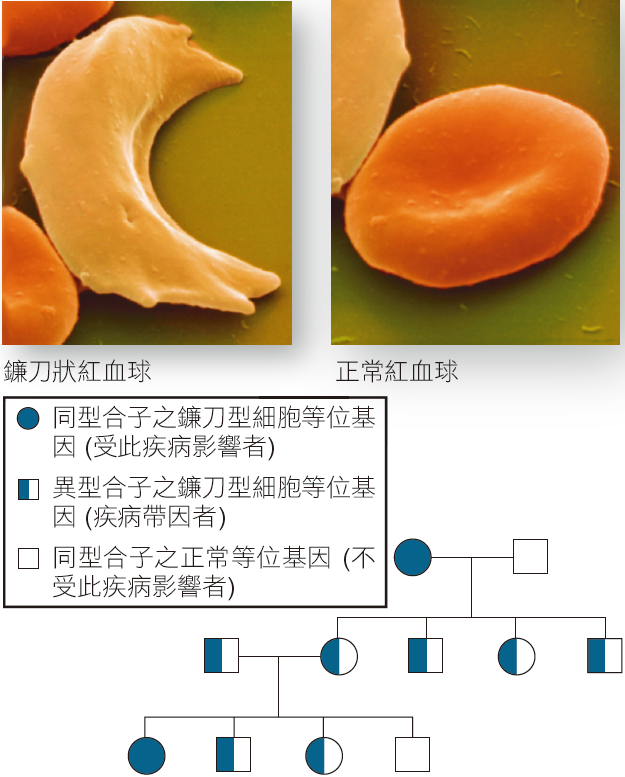 鐮刀狀紅血球
正常紅血球
同型合子之鐮刀型細胞等位基
因 (受此疾病影響者)
異型合子之鐮刀型細胞等位基
因 (疾病帶因者)
同型合子之正常等位基因 (不
受此疾病影響者)